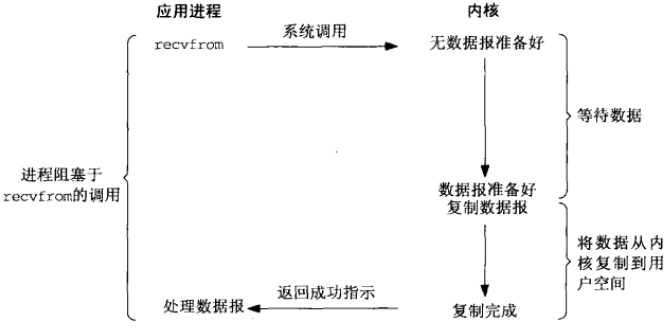 应用进程
内核
recvfrom
系统调用
无数据报准备好
等待数据
进程阻塞于
recvfrom的调用
数据报准备好
复制数据报
将数据从内
核复制到用
户空间
处理数据报
返回成功指示
复制完成